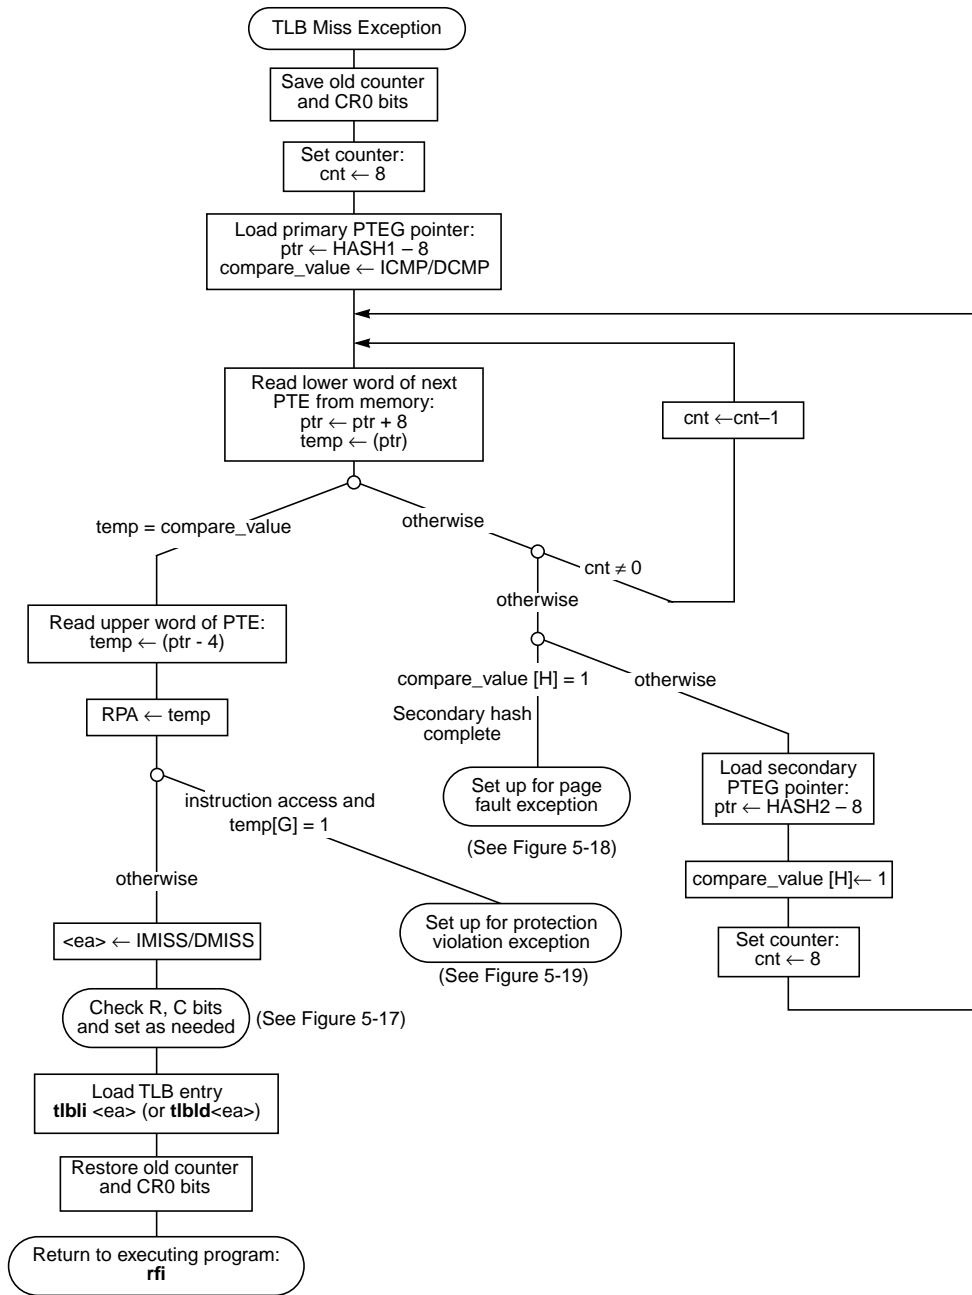 TLB Miss Exception
Save old counter
and CR0 bits
Set counter:
cnt ← 8
Load primary PTEG pointer:
ptr ← HASH1 – 8
compare_value ← ICMP/DCMP
Read lower word of next
PTE from memory:
ptr ← ptr + 8
temp ← (ptr)
cnt ←cnt–1
temp = compare_value
otherwise
cnt ≠ 0
otherwise
Read upper word of PTE:
temp ← (ptr - 4)
compare_value [H] = 1
otherwise
Secondary hash
complete
RPA ← temp
Load secondary
PTEG pointer:
ptr ← HASH2 – 8
Set up for page
fault exception
(See Figure 5-18)
instruction access and
temp[G] = 1
otherwise
compare_value [H]← 1
Set up for protection
violation exception
(See Figure 5-19)
<ea> ← IMISS/DMISS
Set counter:
cnt ← 8
Check R, C bits
and set as needed
(See Figure 5-17)
Load TLB entry
tlbli <ea> (or tlbld<ea>)
Restore old counter
and CR0 bits
Return to executing program:
rfi